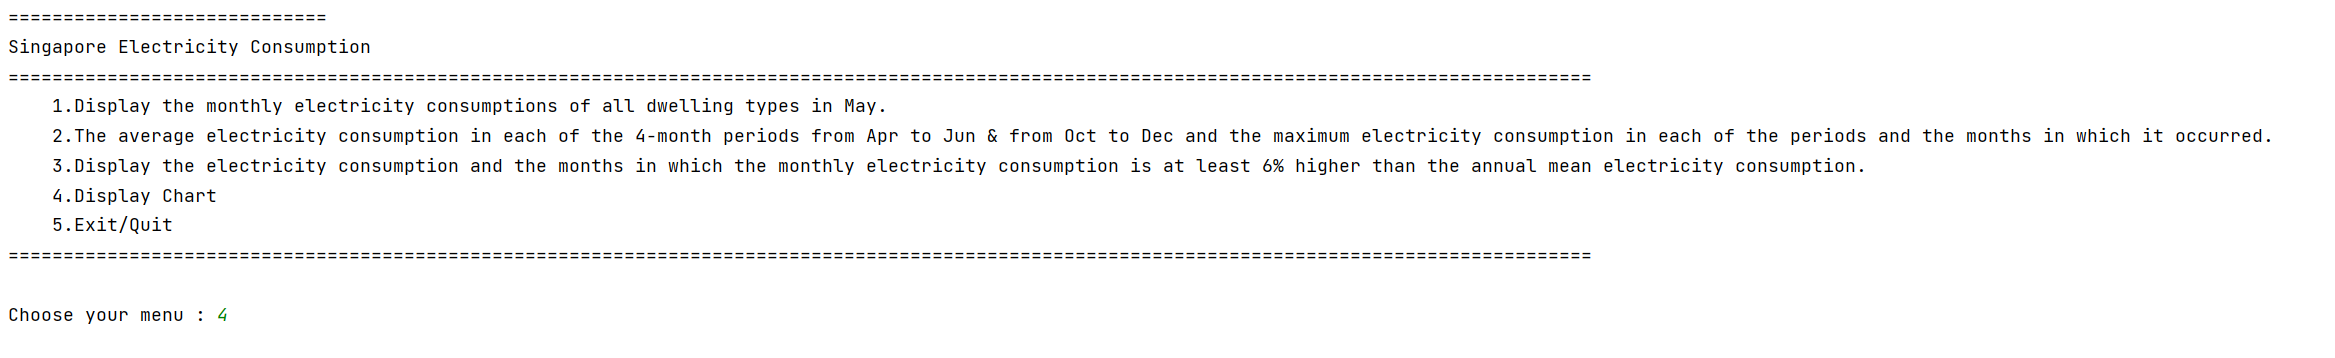 =============================
Singapore Electricity Consumption
================================================================================================================================================
1.Display the monthly electricity consumptions of all dwelling types in May.
2.The average electricity consumption in each of the 4-month periods from Apr to Jun & from Oct to Dec and the maximum electricity consumption in each of the periods and the months in which it occurred.
3.Display the electricity consumption and the months in which the monthly electricity consumption is at least 6% higher than the annual mean electricity consumption.
4.Display Chart
5.Exit/Quit
================================================================================================================================================
Choose your menu : 4